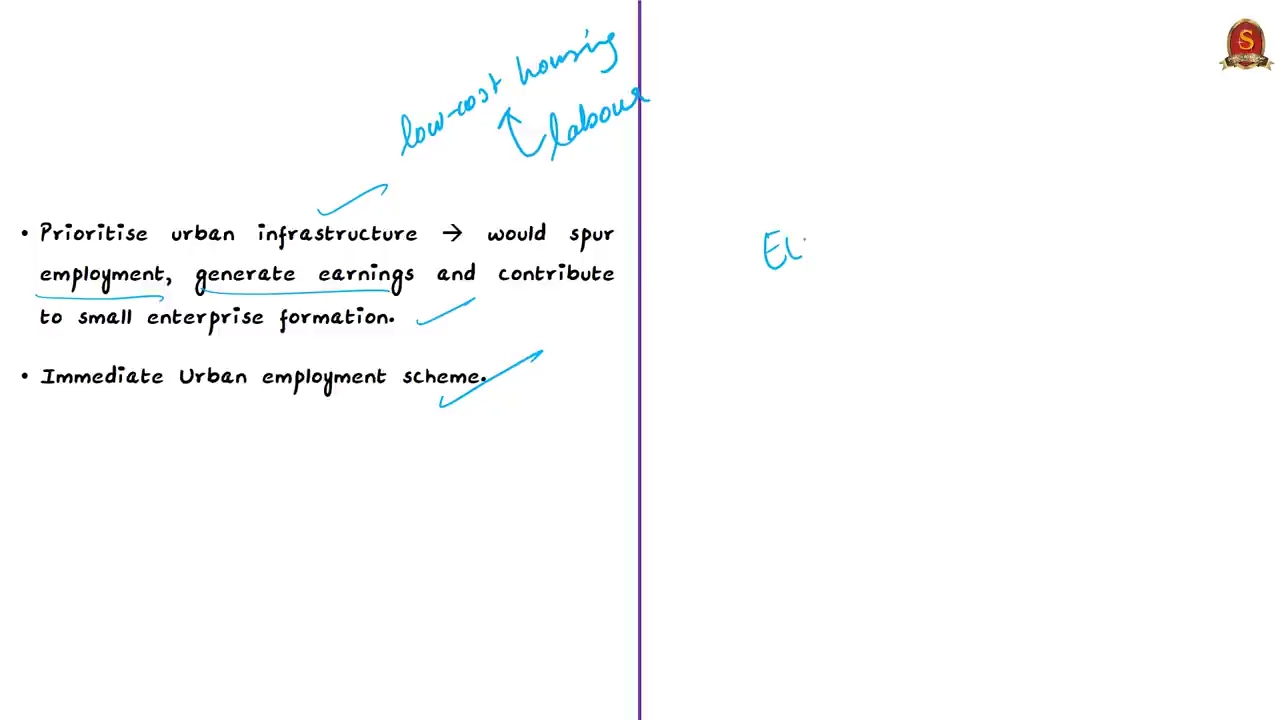 low-cost housing
labour
• Prioritise urban infrastructure → would spur
employment, generate earnings and contribute
to small enterprise formation.
• Immediate Urban employment scheme.
S